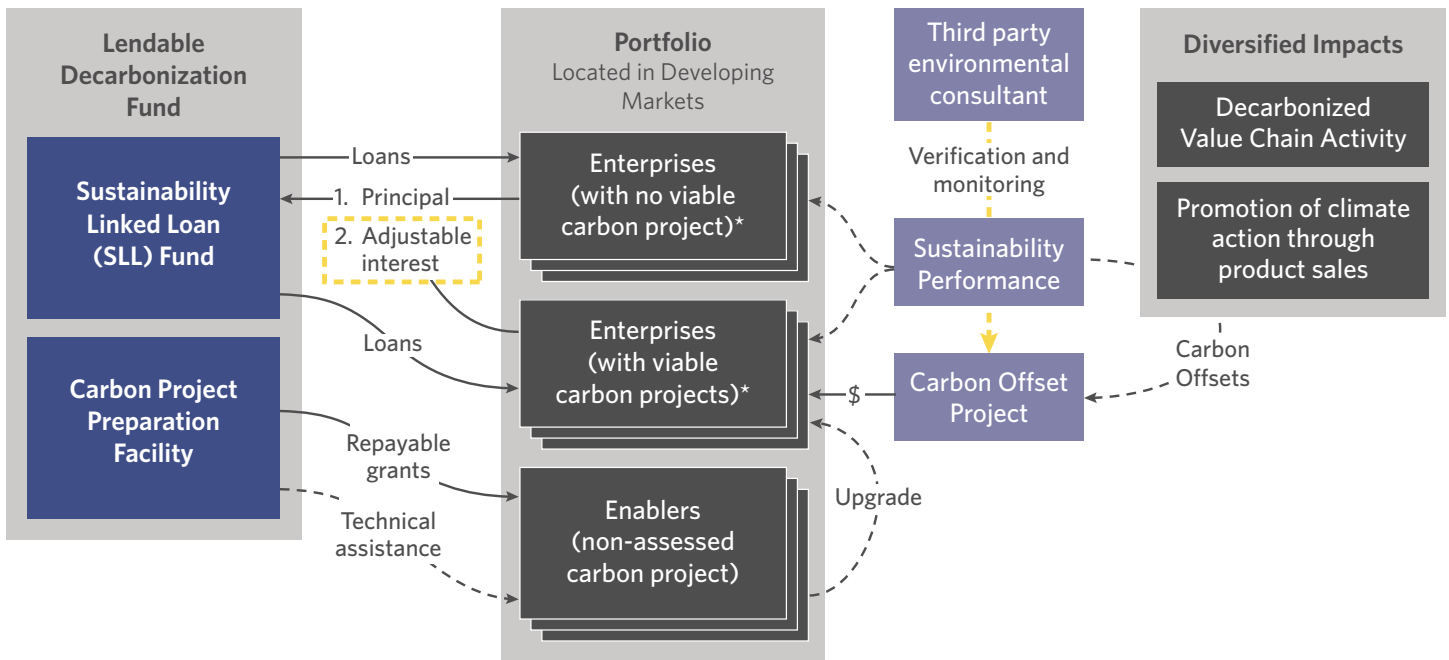 Lendable
Decarbonization
Fund
Sustainability
Linked Loan
(SLL) Fund
Carbon Project
Preparation
Facility
Loans
1. Principal
2. Adjustable
interest
Loans
Repayable
grants
Technical
assistance
Portfolio
Located in Developing
Markets
Enterprises
(with no viable
carbon project)*
Enterprises
(with viable
carbon projects)*
Enablers
(non-assessed
carbon project)
Third party
environmental
consultant
Verification and
monitoring
Sustainability
Performance
$
Carbon Offset
Project
Upgrade
Diversified Impacts
Decarbonized
Value Chain Activity
Promotion of climate
action through
product sales
Carbon
Offsets